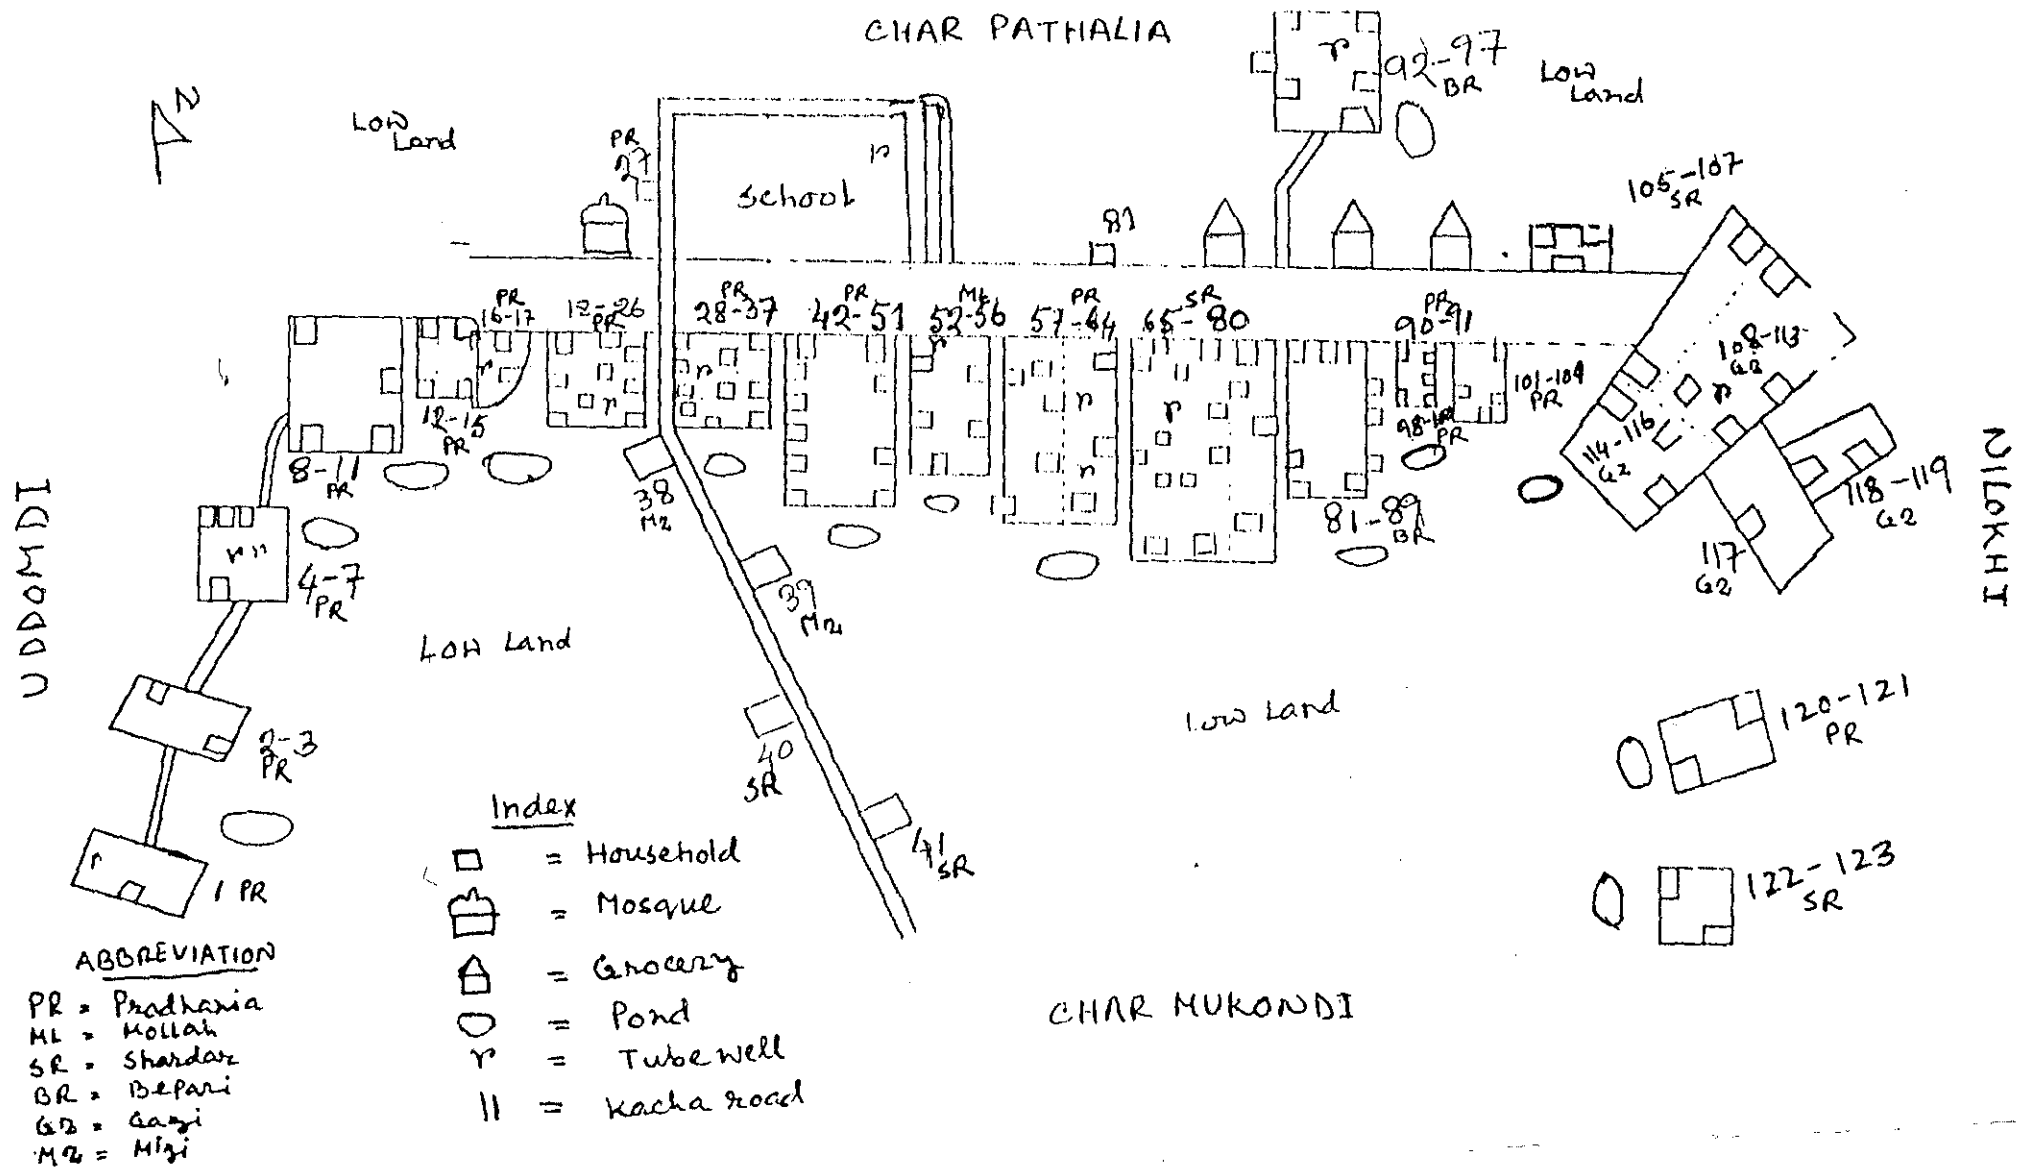 CHAR PATHALIA
N
Low
Land
PR
27
r
school
r
92-97
BR
Low
Land
105-107
SR
81
PR
16-17
12-26
PR
PR
28-37
PR
42-51
ML
52-56
PR
57-64
SR
65-80
PR
90-91
108-113
GZ
r
r
r
r
r
r
r
r
12-15
PR
101-104
PR
PR
114-116
GZ
8-11
PR
38
MZ
81-89
BR
118-119
GZ
117
GZ
UDDOMDI
NILOKHI
r r
4-7
PR
39
MZ
Low Land
Low Land
2-3
PR
40
SR
120-121
PR
41
SR
122-123
SR
r
1 PR
Index
= Household
= Mosque
= Grocery
= Pond
r = Tube well
|| = Kacha road
ABBREVIATION
PR = Pradhania
ML = Mollah
SR = Shardar
BR = Bepari
GZ = Gazi
MZ = Mizi
CHAR MUKONDI